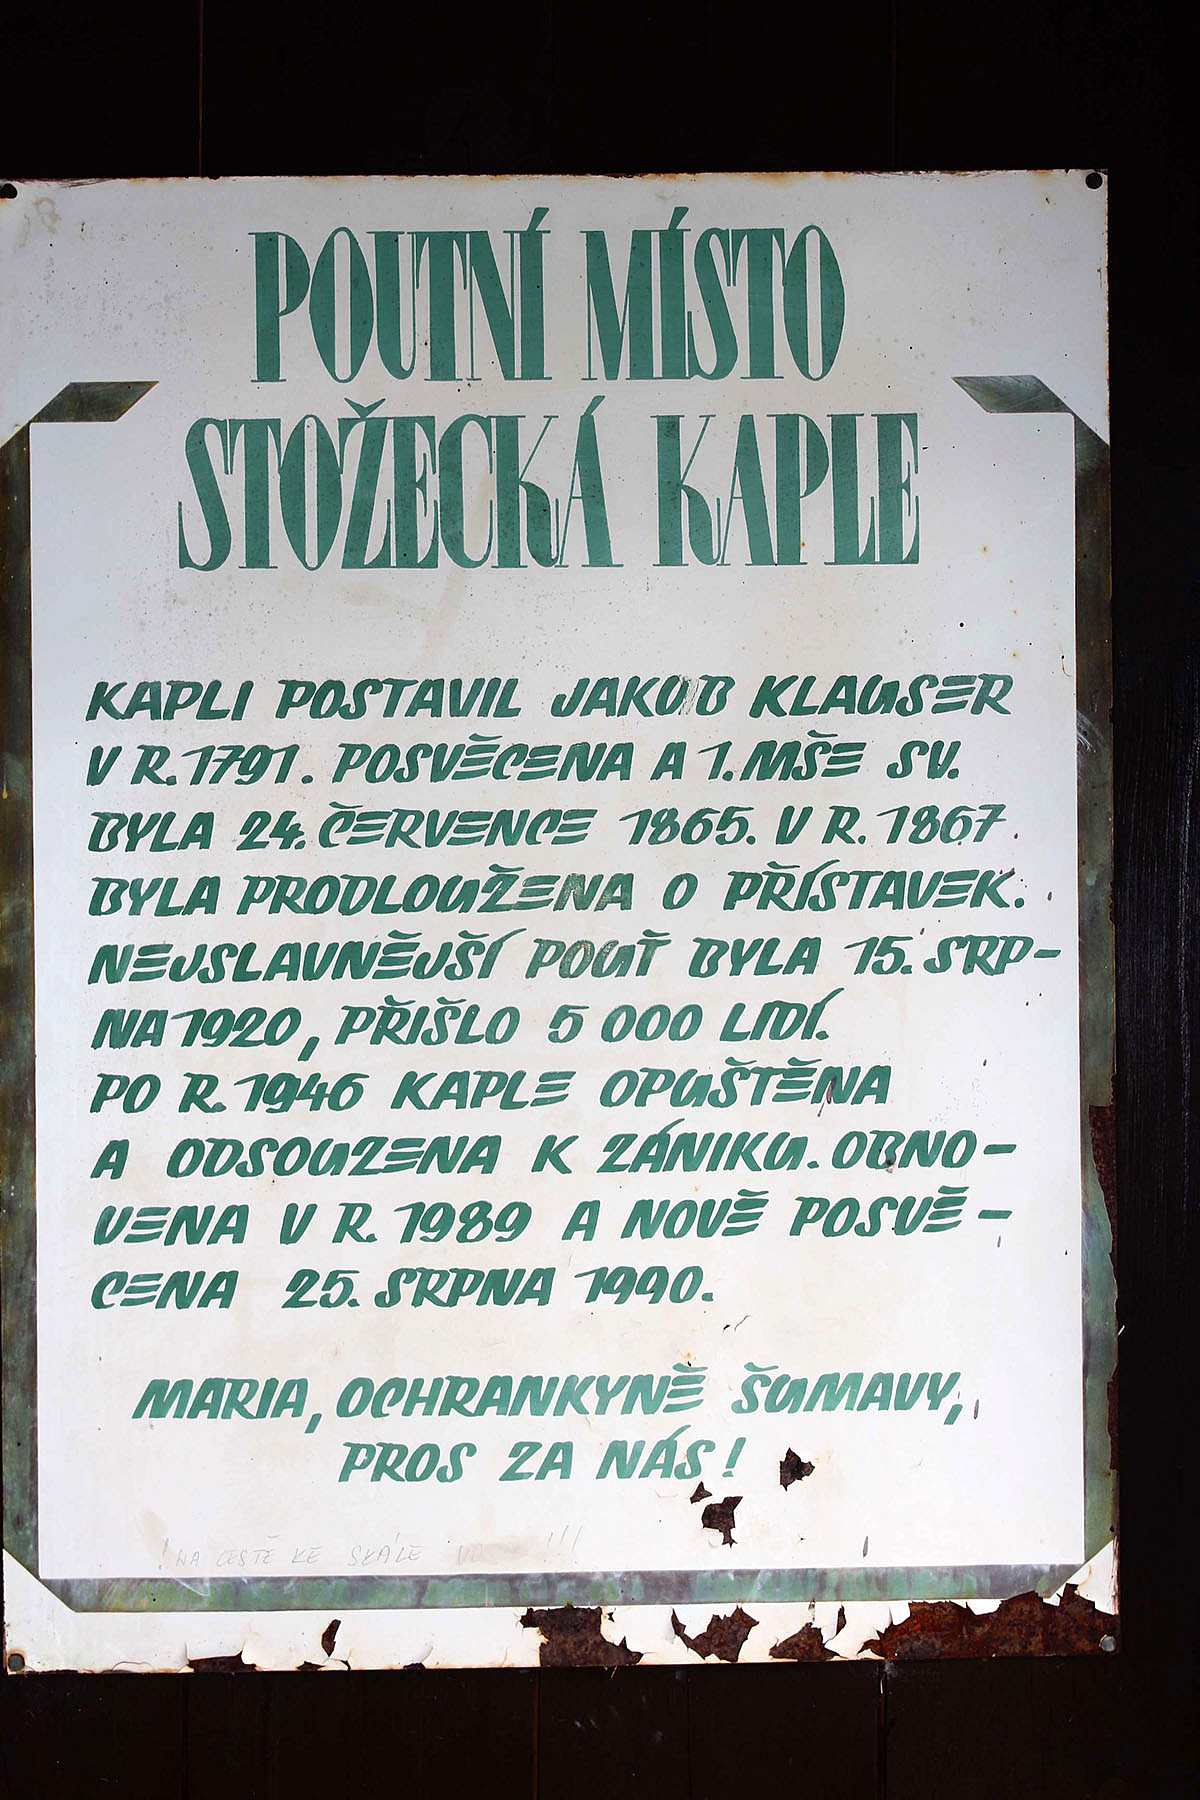 POUTNÍ MÍSTO
STOŽECKÁ KAPLE
KAPLI POSTAVIL JAKUB KLAUSER
V R. 1791. POSVĚCENA A 1. MŠE SV.
BYLA 24. ČERVENCE 1865. V R. 1867
BYLA PRODLOUŽENA O PŘÍSTAVEK.
NEJSLAVNĚJŠÍ POUŤ BYLA 15. SRP-
NA 1920, PŘIŠLO 5 000 LIDÍ.
PO R. 1946 KAPLE OPUŠTĚNA
A ODSOUZENA K ZÁNIKU. OBNO-
VENA V R. 1989 A NOVĚ POSVĚ-
CENA 25. SRPNA 1990.
MARIA, OCHRANKYNĚ ŠUMAVY,
PROS ZA NÁS!
! NA CESTĚ KE SKÁLE !!!